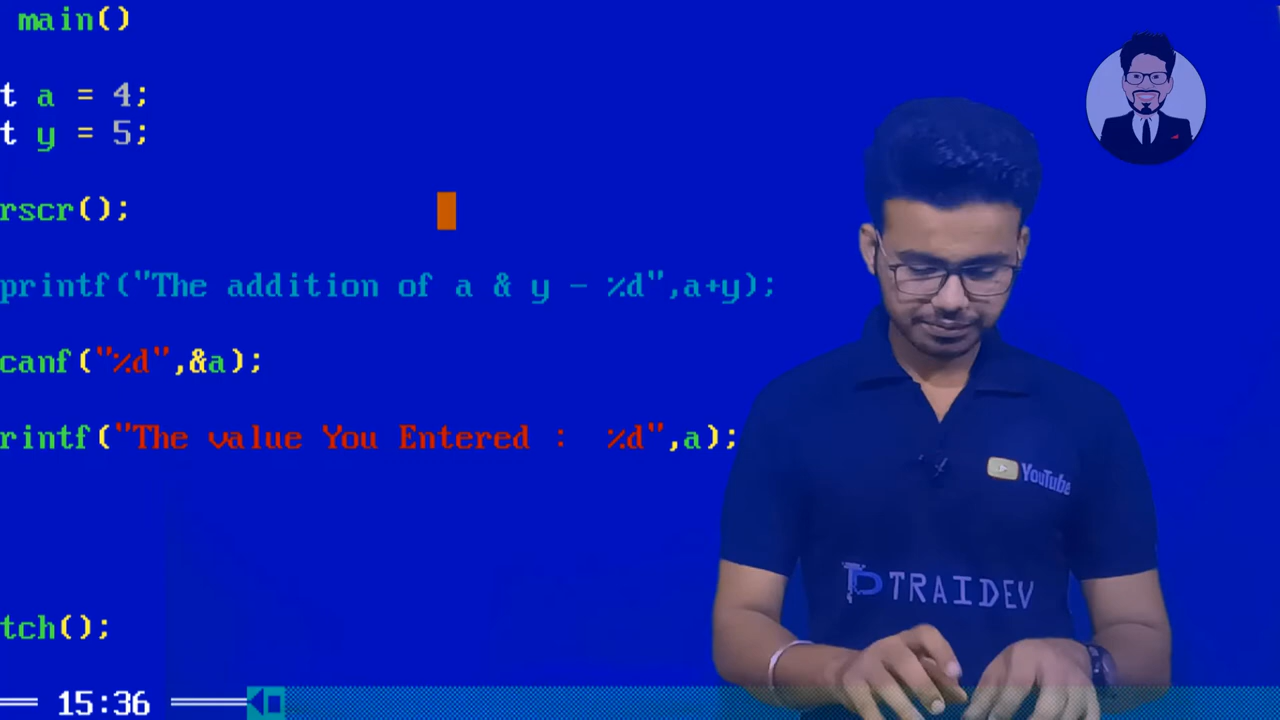 main()
t a = 4;
t y = 5;
rscr();
printf("The addition of a & y - %d",a+y);
canf("%d",&a);
rintf("The value You Entered :  %d",a);
tch();
15:36
YouTube
TD TRAIDEV